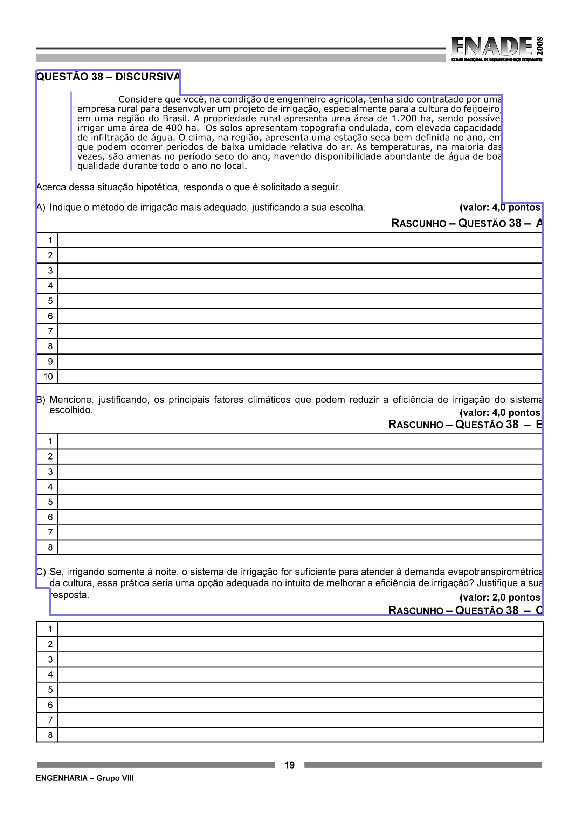 ENADE 2008
EXAME NACIONAL DE DESEMPENHO DOS ESTUDANTES
QUESTÃO 38 – DISCURSIVA
Considere que você, na condição de engenheiro agrícola, tenha sido contratado por uma
empresa rural para desenvolver um projeto de irrigação, especialmente para a cultura do feijoeiro,
em uma região do Brasil. A propriedade rural apresenta uma área de 1.200 ha, sendo possíve
irrigar uma área de 400 ha. Os solos apresentam topografia ondulada, com elevada capacidade
de infiltração de água. O clima, na região, apresenta uma estação seca bem definida no ano, em
que podem ocorrer períodos de baixa umidade relativa do ar. As temperaturas, na maioria das
vezes, são amenas no período seco do ano, havendo disponibilidade abundante de água de boa
qualidade durante todo o ano no local.
Acerca dessa situação hipotética, responda o que é solicitado a seguir.
A) Indique o método de irrigação mais adequado, justificando a sua escolha. (valor: 4,0 pontos
RASCUNHO – QUESTÃO 38 – A
1
2
3
4
5
6
7
8
9
10
B) Mencione, justificando, os principais fatores climáticos que podem reduzir a eficiência de irrigação do sistema
escolhido. (valor: 4,0 pontos
RASCUNHO – QUESTÃO 38 – B
1
2
3
4
5
6
7
8
C) Se, irrigando somente à noite, o sistema de irrigação for suficiente para atender à demanda evapotranspirométrica
da cultura, essa prática seria uma opção adequada no intuito de melhorar a eficiência de irrigação? Justifique a sua
resposta. (valor: 2,0 pontos
RASCUNHO – QUESTÃO 38 – C
1
2
3
4
5
6
7
8
19
ENGENHARIA – Grupo VIII